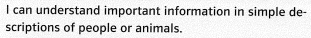 I can understand important information in simple de-
scriptions of people or animals.